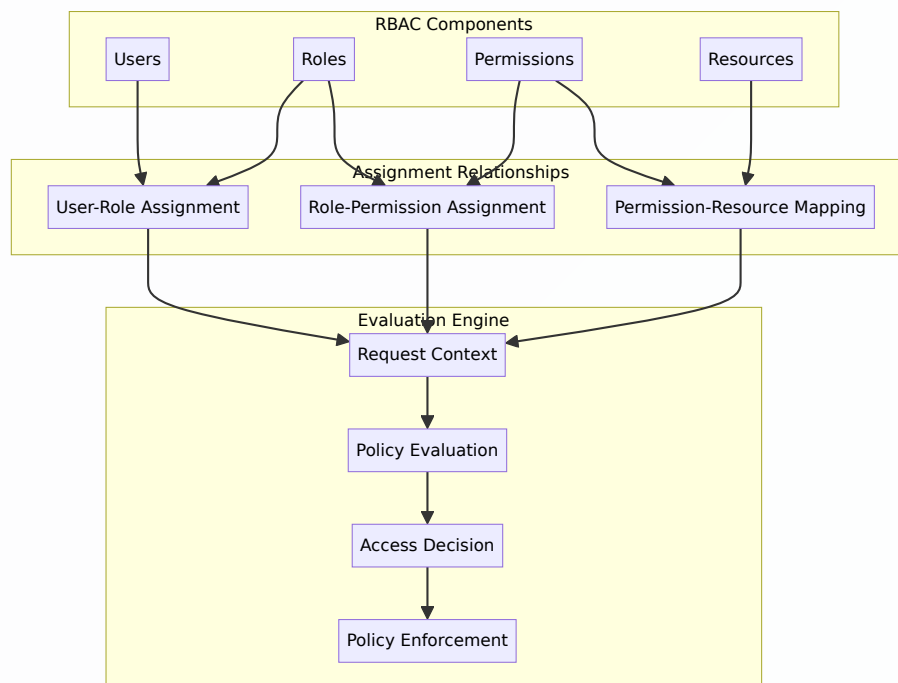 RBAC Components
Users
Roles
Permissions
Resources
Assignment Relationships
User-Role Assignment
Role-Permission Assignment
Permission-Resource Mapping
Evaluation Engine
Request Context
Policy Evaluation
Access Decision
Policy Enforcement